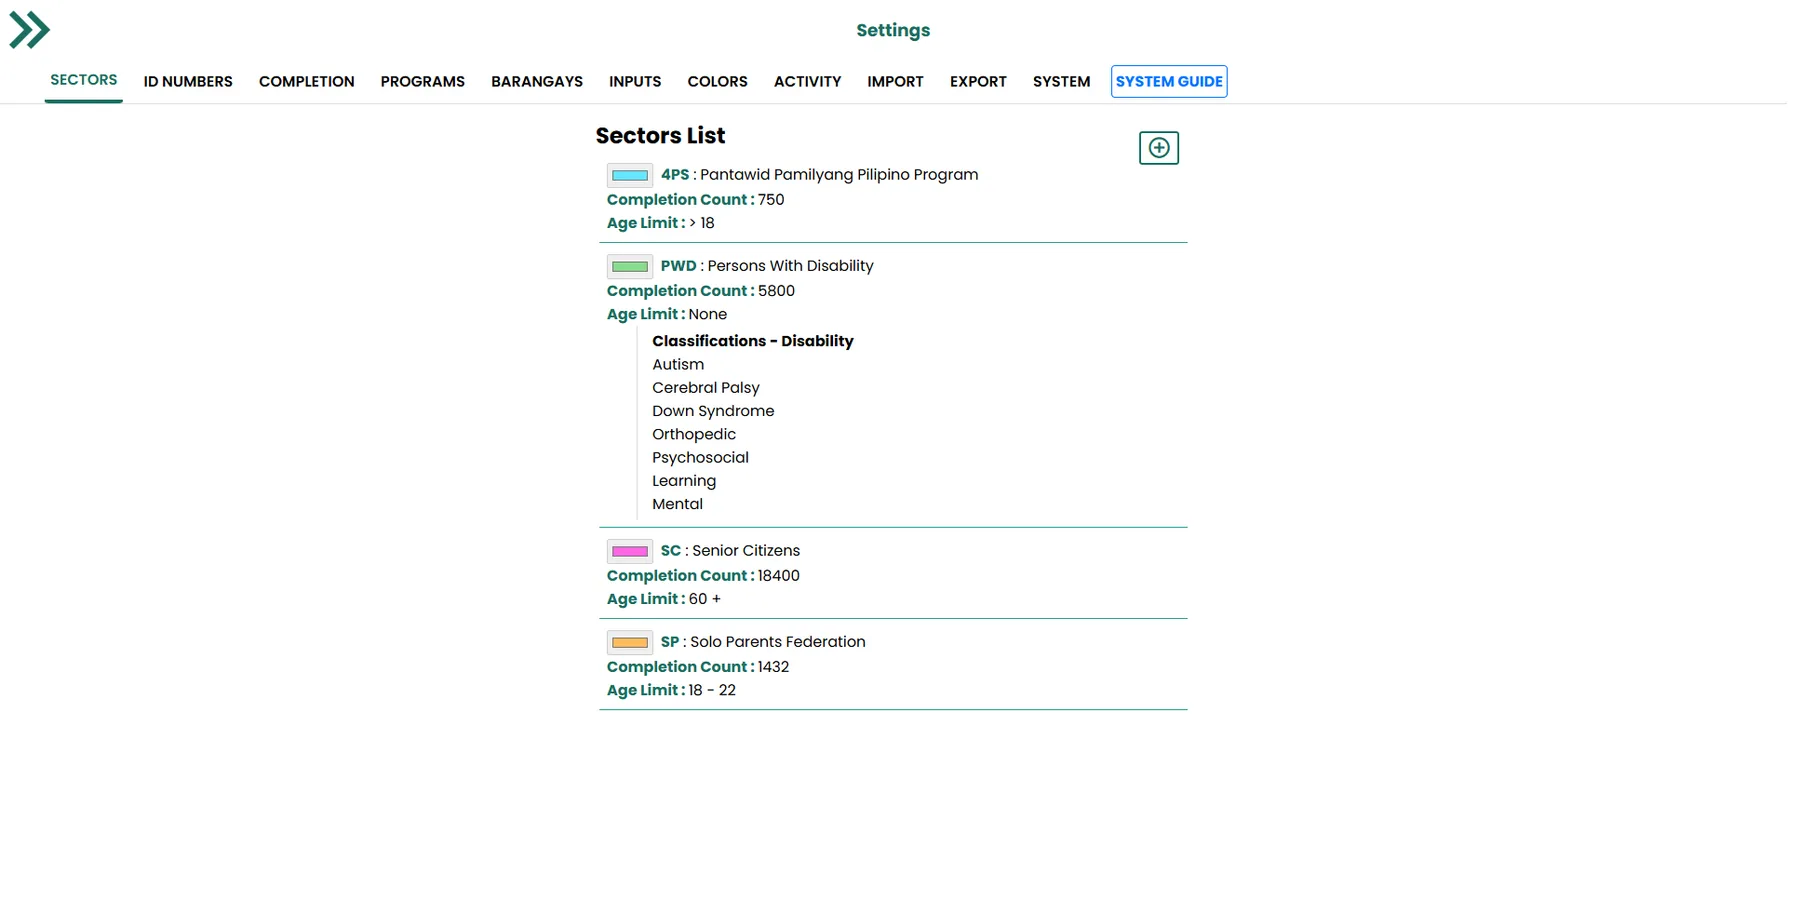 Settings
SECTORS ID NUMBERS COMPLETION PROGRAMS BARANGAYS INPUTS COLORS ACTIVITY IMPORT EXPORT SYSTEM SYSTEM GUIDE
Sectors List
4PS : Pantawid Pamilyang Pilipino Program
Completion Count : 750
Age Limit : > 18
PWD : Persons With Disability
Completion Count : 5800
Age Limit : None
Classifications - Disability
Autism
Cerebral Palsy
Down Syndrome
Orthopedic
Psychosocial
Learning
Mental
SC : Senior Citizens
Completion Count : 18400
Age Limit : 60 +
SP : Solo Parents Federation
Completion Count : 1432
Age Limit : 18 - 22